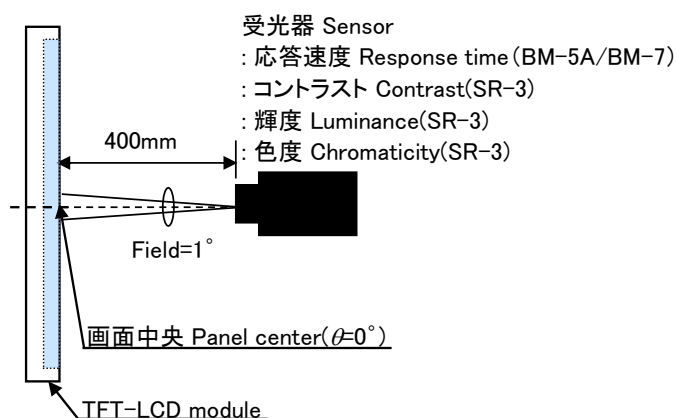 受光器 Sensor
: 応答速度 Response time(BM-5A/BM-7)
: コントラスト Contrast(SR-3)
: 輝度 Luminance(SR-3)
: 色度 Chromaticity(SR-3)
400mm
Field=1°
画面中央 Panel center(θ=0°)
TFT-LCD module